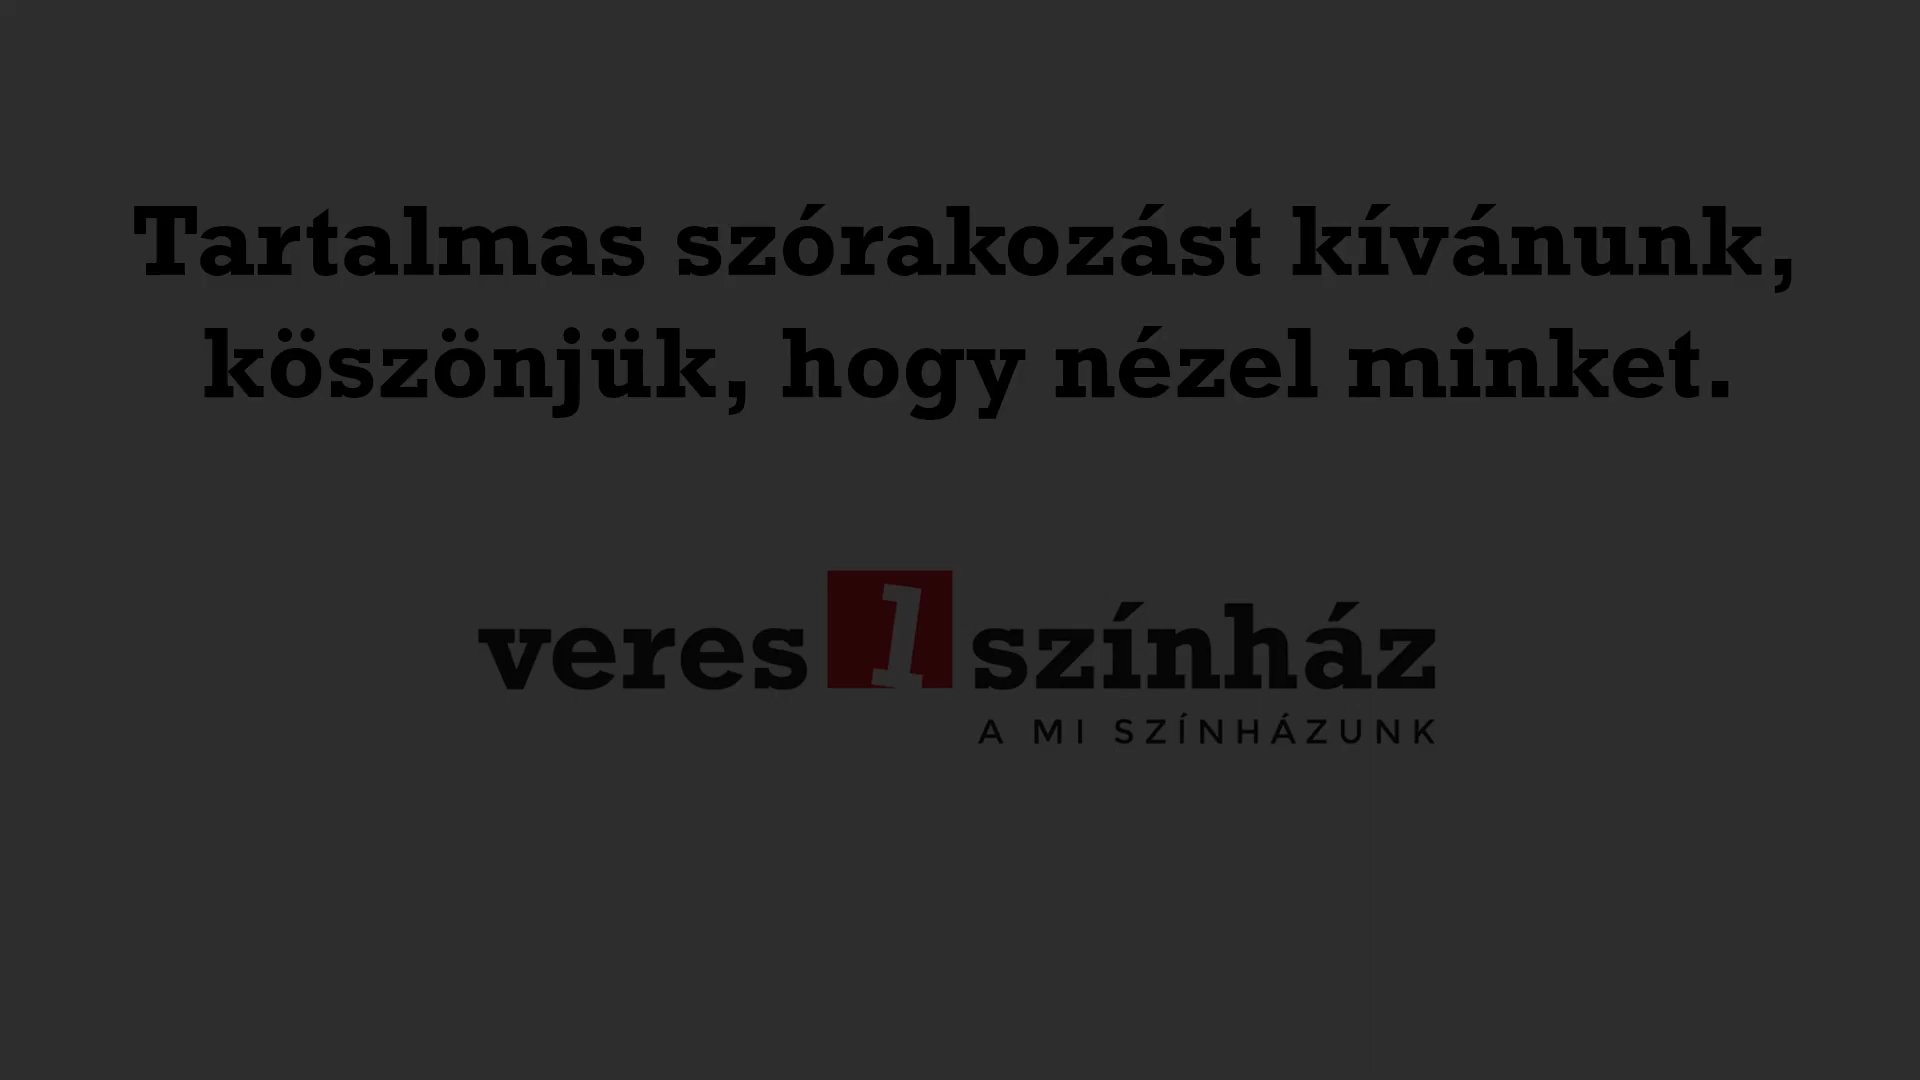 Tartalmas szórakozást kívánunk,
köszönjük, hogy nézel minket.
veres 1 színház
A MI SZÍNHÁZUNK